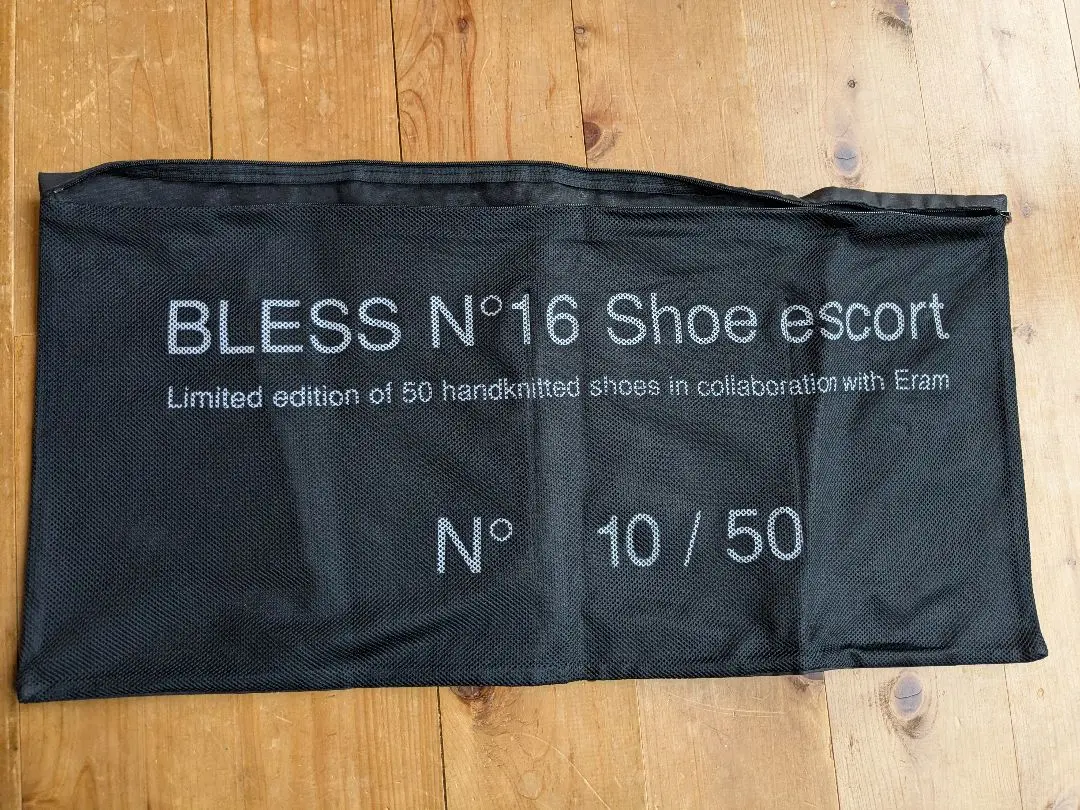 BLESS N°16 Shoe escort
Limited edition of 50 handknitted shoes in collaboration with Eram
N° 10 / 50